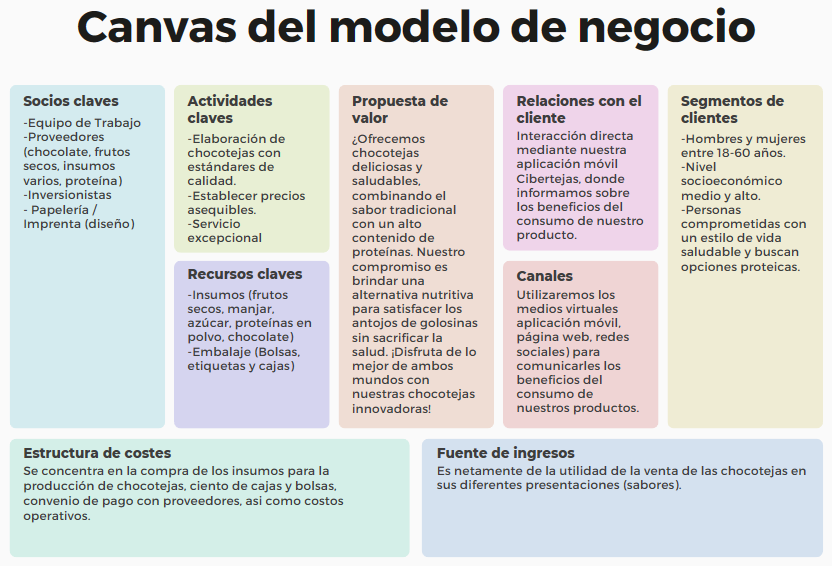 Canvas del modelo de negocio
Socios claves
-Equipo de Trabajo
-Proveedores
(chocolate, frutos
secos, insumos
varios, proteína)
-Inversionistas
- Papelería /
Imprenta (diseño)
Actividades
claves
-Elaboración de
chocotejas con
estándares de
calidad.
-Establecer precios
asequibles.
-Servicio
excepcional
Recursos claves
-Insumos (frutos
secos, manjar,
azúcar, proteínas en
polvo, chocolate)
-Embalaje (Bolsas,
etiquetas y cajas)
Propuesta de
valor
¿Ofrecemos
chocotejas
deliciosas y
saludables,
combinando el
sabor tradicional
con un alto
contenido de
proteínas. Nuestro
compromiso es
brindar una
alternativa nutritiva
para satisfacer los
antojos de golosinas
sin sacrificar la
salud. ¡Disfruta de lo
mejor de ambos
mundos con
nuestras chocotejas
innovadoras!
Relaciones con el
cliente
Interacción directa
mediante nuestra
aplicación móvil
Cibertejas, donde
informamos sobre
los beneficios del
consumo de nuestro
producto.
Canales
Utilizaremos los
medios virtuales
aplicación móvil,
página web, redes
sociales) para
comunicarles los
beneficios del
consumo de
nuestros productos.
Segmentos de
clientes
-Hombres y mujeres
entre 18-60 años.
-Nivel
socioeconómico
medio y alto.
-Personas
comprometidas con
un estilo de vida
saludable y buscan
opciones proteicas.
Estructura de costes
Se concentra en la compra de los insumos para la
producción de chocotejas, ciento de cajas y bolsas,
convenio de pago con proveedores, asi como costos
operativos.
Fuente de ingresos
Es netamente de la utilidad de la venta de las chocotejas en
sus diferentes presentaciones (sabores).